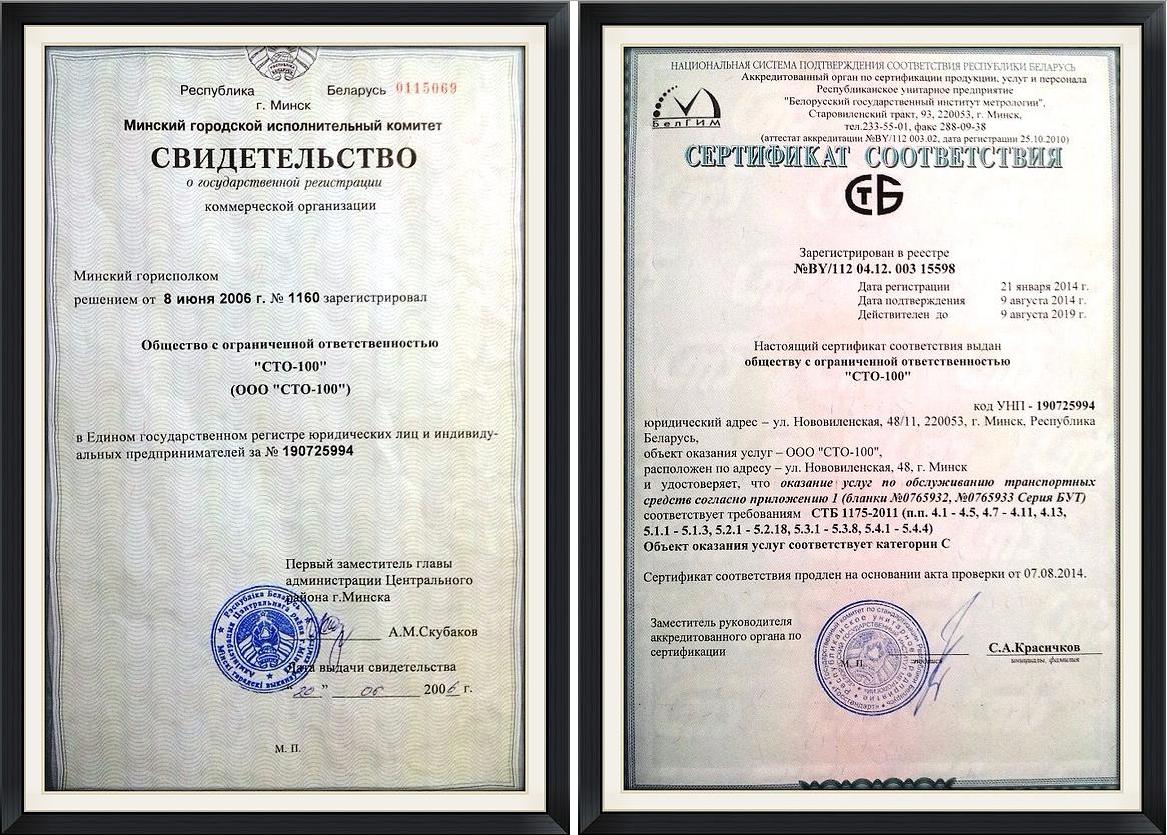 Республика Беларусь 0115069
г. Минск
Минский городской исполнительный комитет
СВИДЕТЕЛЬСТВО
о государственной регистрации
коммерческой организации
Минский горисполком
решением от 8 июня 2006 г. № 1160 зарегистрировал
Общество с ограниченной ответственностью
"СТО-100"
(ООО "СТО-100")
в Едином государственном регистре юридических лиц и индивиду-
альных предпринимателей за № 190725994
Первый заместитель главы
администрации Центрального
района г.Минска
А.М.Скубаков
Дата выдачи свидетельства
"20" 06 2006 г.
М. П.
НАЦИОНАЛЬНАЯ СИСТЕМА ПОДТВЕРЖДЕНИЯ СООТВЕТСТВИЯ РЕСПУБЛИКИ БЕЛАРУСЬ
Аккредитованный орган по сертификации продукции, услуг и персонала
Республиканское унитарное предприятие
"Белорусский государственный институт метрологии",
Старовиленский тракт, 93, 220053, г. Минск,
БелГИМ
тел.233-55-01, факс 288-09-38
(аттестат аккредитации №BY/112 003.02, дата регистрации 25.10.2010)
СЕРТИФИКАТ СООТВЕТСТВИЯ
СТБ
Зарегистрирован в реестре
№BY/112 04.12. 003 15598
Дата регистрации 21 января 2014 г.
Дата подтверждения 9 августа 2014 г.
Действителен до 9 августа 2019 г.
Настоящий сертификат соответствия выдан
обществу с ограниченной ответственностью
"СТО-100"
код УНП - 190725994
юридический адрес – ул. Нововиленская, 48/11, 220053, г. Минск, Республика
Беларусь,
объект оказания услуг – ООО "СТО-100",
расположен по адресу – ул. Нововиленская, 48, г. Минск
и удостоверяет, что оказание услуг по обслуживанию транспортных
средств согласно приложению 1 (бланки №0765932, №0765933 Серия БУТ)
соответствует требованиям СТБ 1175-2011 (п.п. 4.1 - 4.5, 4.7 - 4.11, 4.13,
5.1.1 - 5.1.3, 5.2.1 - 5.2.18, 5.3.1 - 5.3.8, 5.4.1 - 5.4.4)
Объект оказания услуг соответствует категории С
Сертификат соответствия продлен на основании акта проверки от 07.08.2014.
Заместитель руководителя
аккредитованного органа по
сертификации
М. П.
подпись
С.А.Красичков
инициалы, фамилия